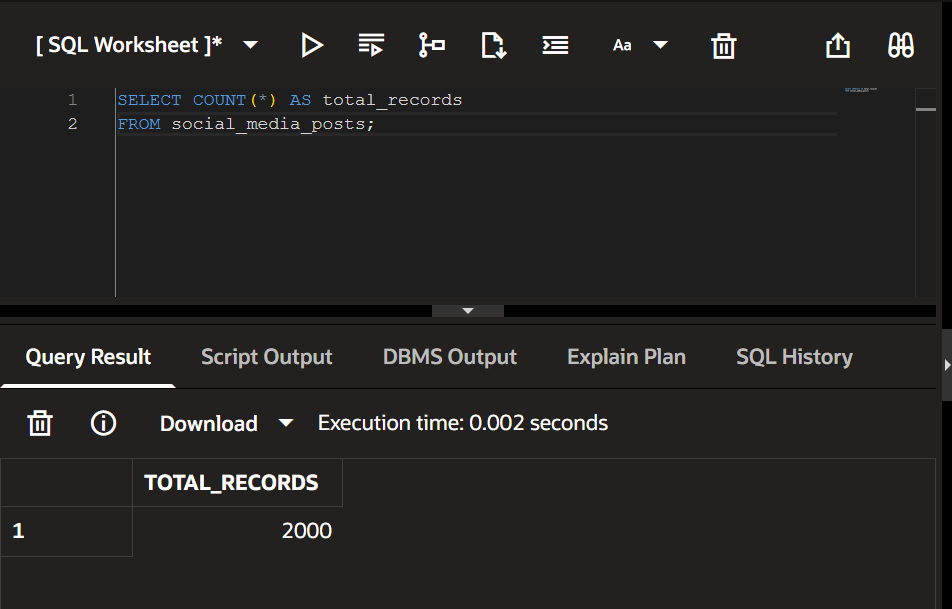 [ SQL Worksheet ]*
Aa
1 SELECT COUNT(*) AS total_records
2 FROM social_media_posts;
Query Result Script Output DBMS Output Explain Plan SQL History
Download Execution time: 0.002 seconds
TOTAL_RECORDS
1 2000